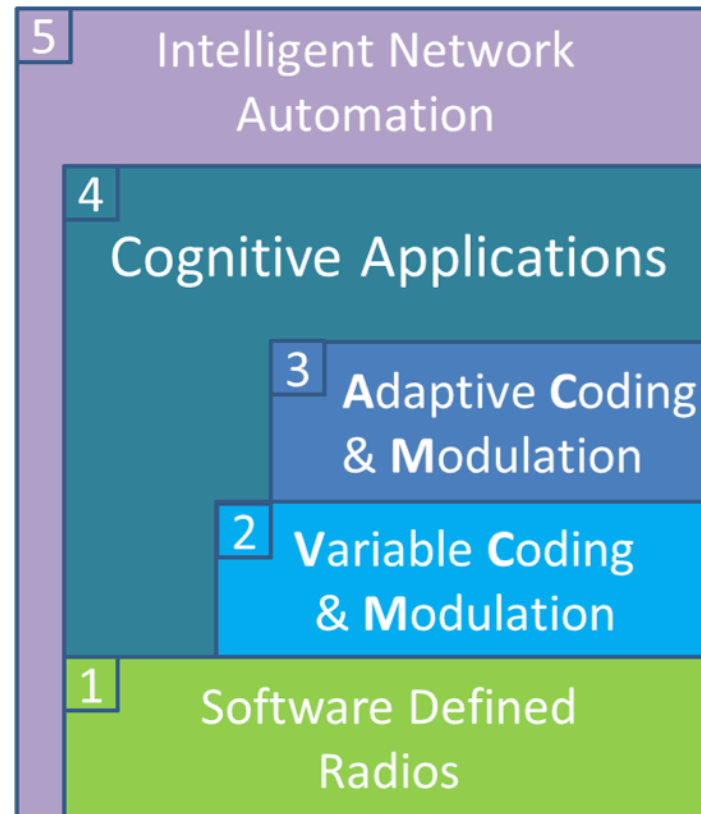 5
Intelligent Network
Automation
4
Cognitive Applications
3
Adaptive Coding
& Modulation
2
Variable Coding
& Modulation
1
Software Defined
Radios